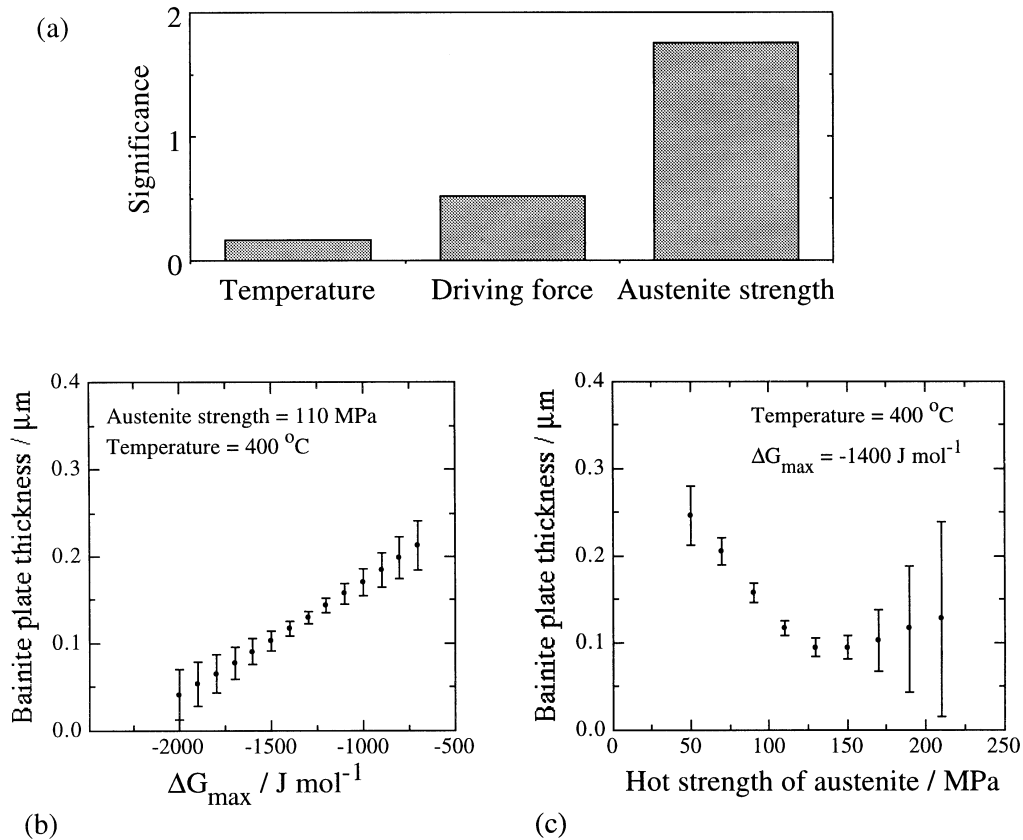 (a)
Significance
2
1
0
Temperature
Driving force
Austenite strength
Bainite plate thickness / μm
0.4
0.3
0.2
0.1
0.0
Austenite strength = 110 MPa
Temperature = 400 °C
-2000
-1500
-1000
-500
ΔGmax / J mol-1
(b)
Bainite plate thickness / μm
0.4
0.3
0.2
0.1
0.0
Temperature = 400 °C
ΔGmax = -1400 J mol-1
0
50
100
150
200
250
Hot strength of austenite / MPa
(c)